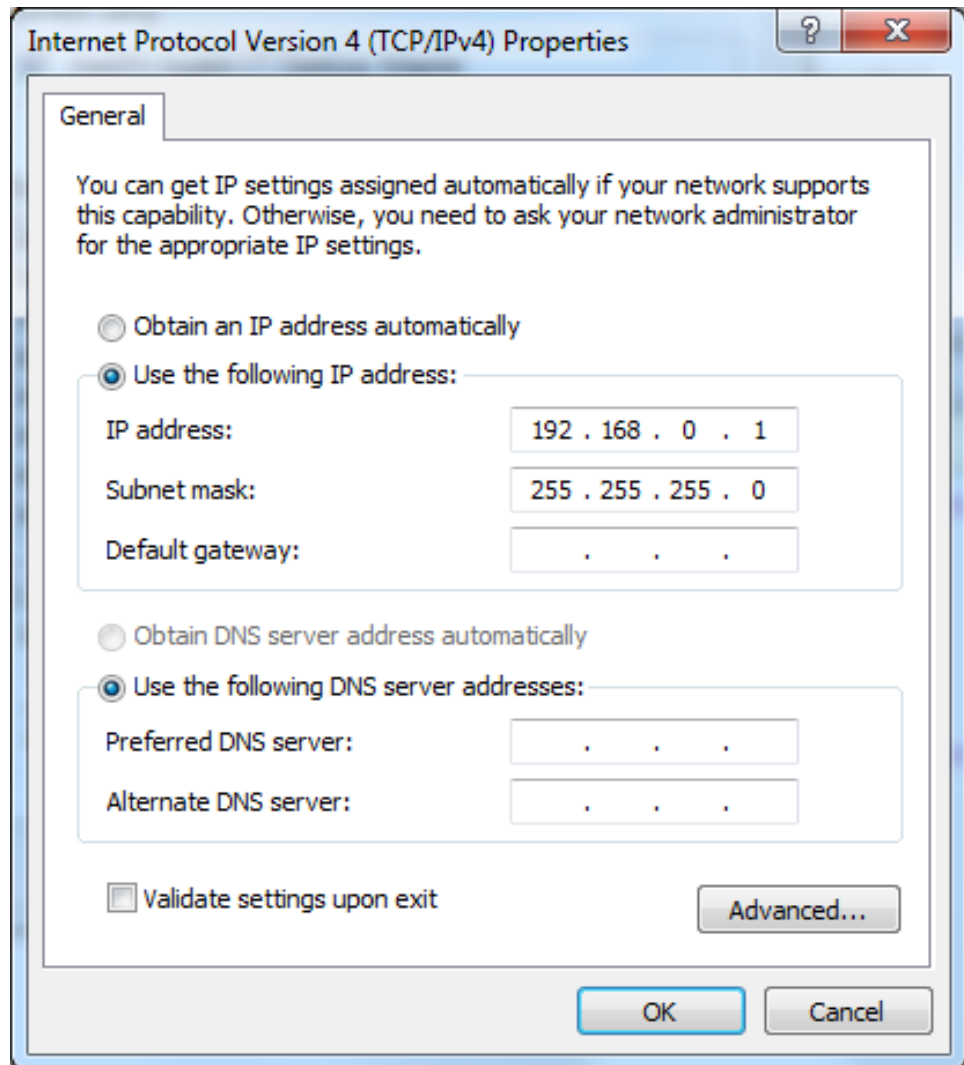 Internet Protocol Version 4 (TCP/IPv4) Properties
?
X
General
You can get IP settings assigned automatically if your network supports
this capability. Otherwise, you need to ask your network administrator
for the appropriate IP settings.
Obtain an IP address automatically
Use the following IP address:
IP address: 192 . 168 . 0 . 1
Subnet mask: 255 . 255 . 255 . 0
Default gateway: . . .
Obtain DNS server address automatically
Use the following DNS server addresses:
Preferred DNS server: . . .
Alternate DNS server: . . .
Validate settings upon exit
Advanced...
OK Cancel